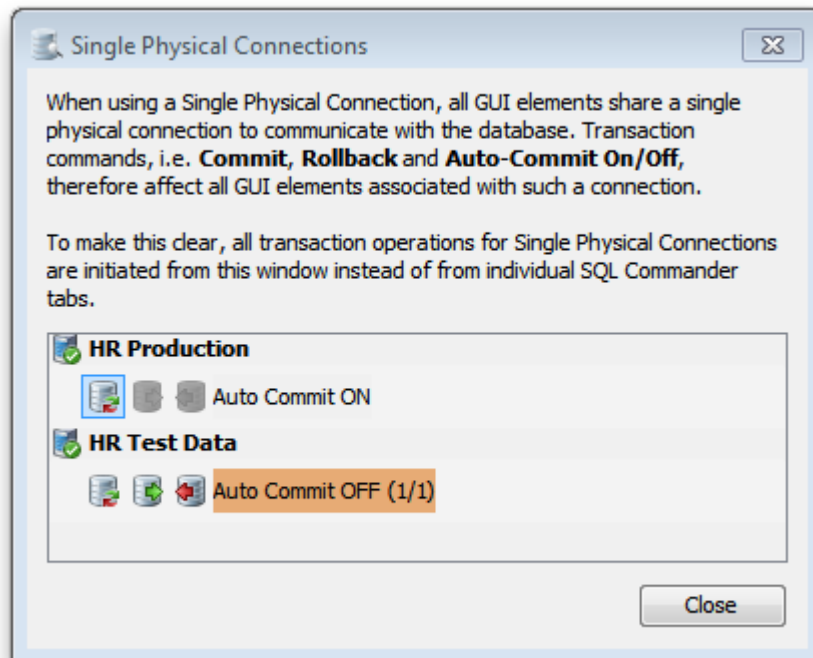 Single Physical Connections
When using a Single Physical Connection, all GUI elements share a single
physical connection to communicate with the database. Transaction
commands, i.e. Commit, Rollback and Auto-Commit On/Off,
therefore affect all GUI elements associated with such a connection.
To make this clear, all transaction operations for Single Physical Connections
are initiated from this window instead of from individual SQL Commander
tabs.
HR Production
Auto Commit ON
HR Test Data
Auto Commit OFF (1/1)
Close